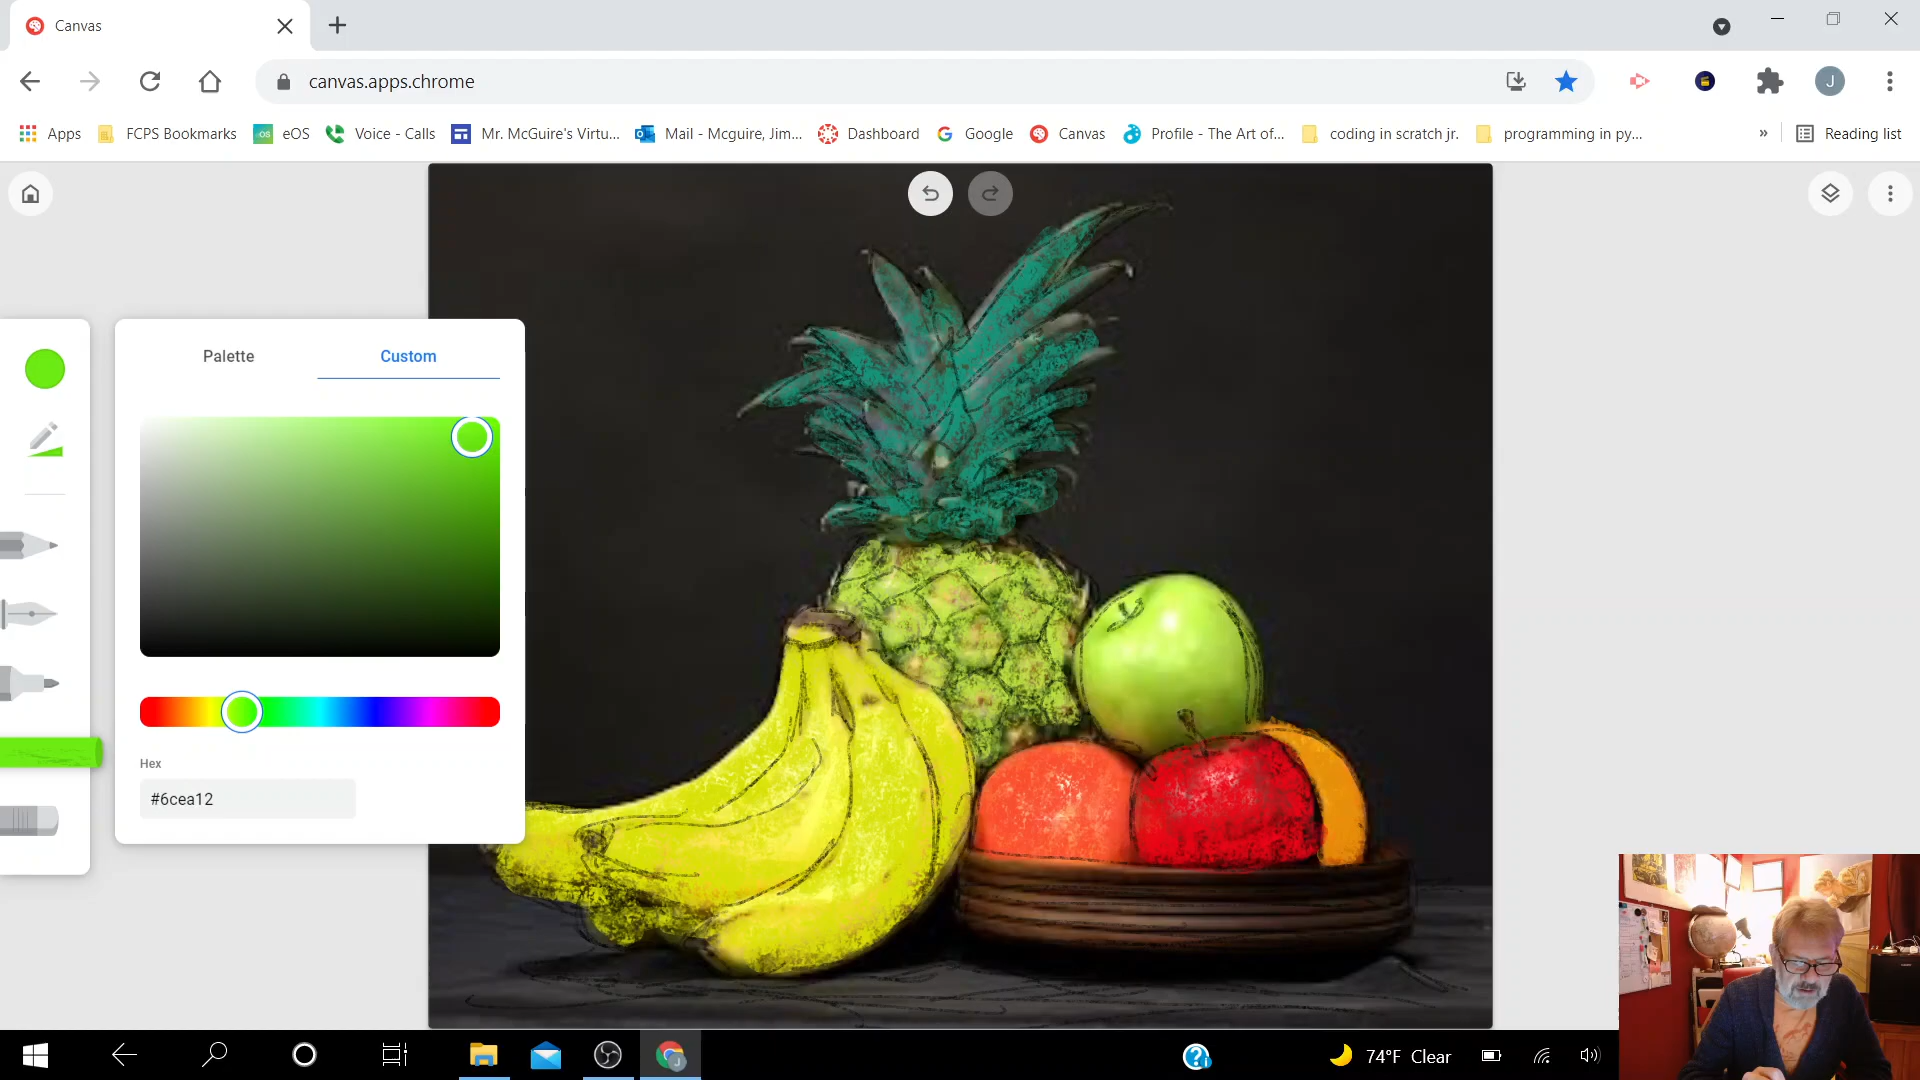 Canvas
canvas.apps.chrome
J
Apps
FCPS Bookmarks
eOS
Voice - Calls
Mr. McGuire's Virtu...
Mail - Mcguire, Jim...
Dashboard
Google
Canvas
Profile - The Art of...
coding in scratch jr.
programming in py...
»
Reading list
Palette
Custom
Hex
#6cea12
74°F Clear